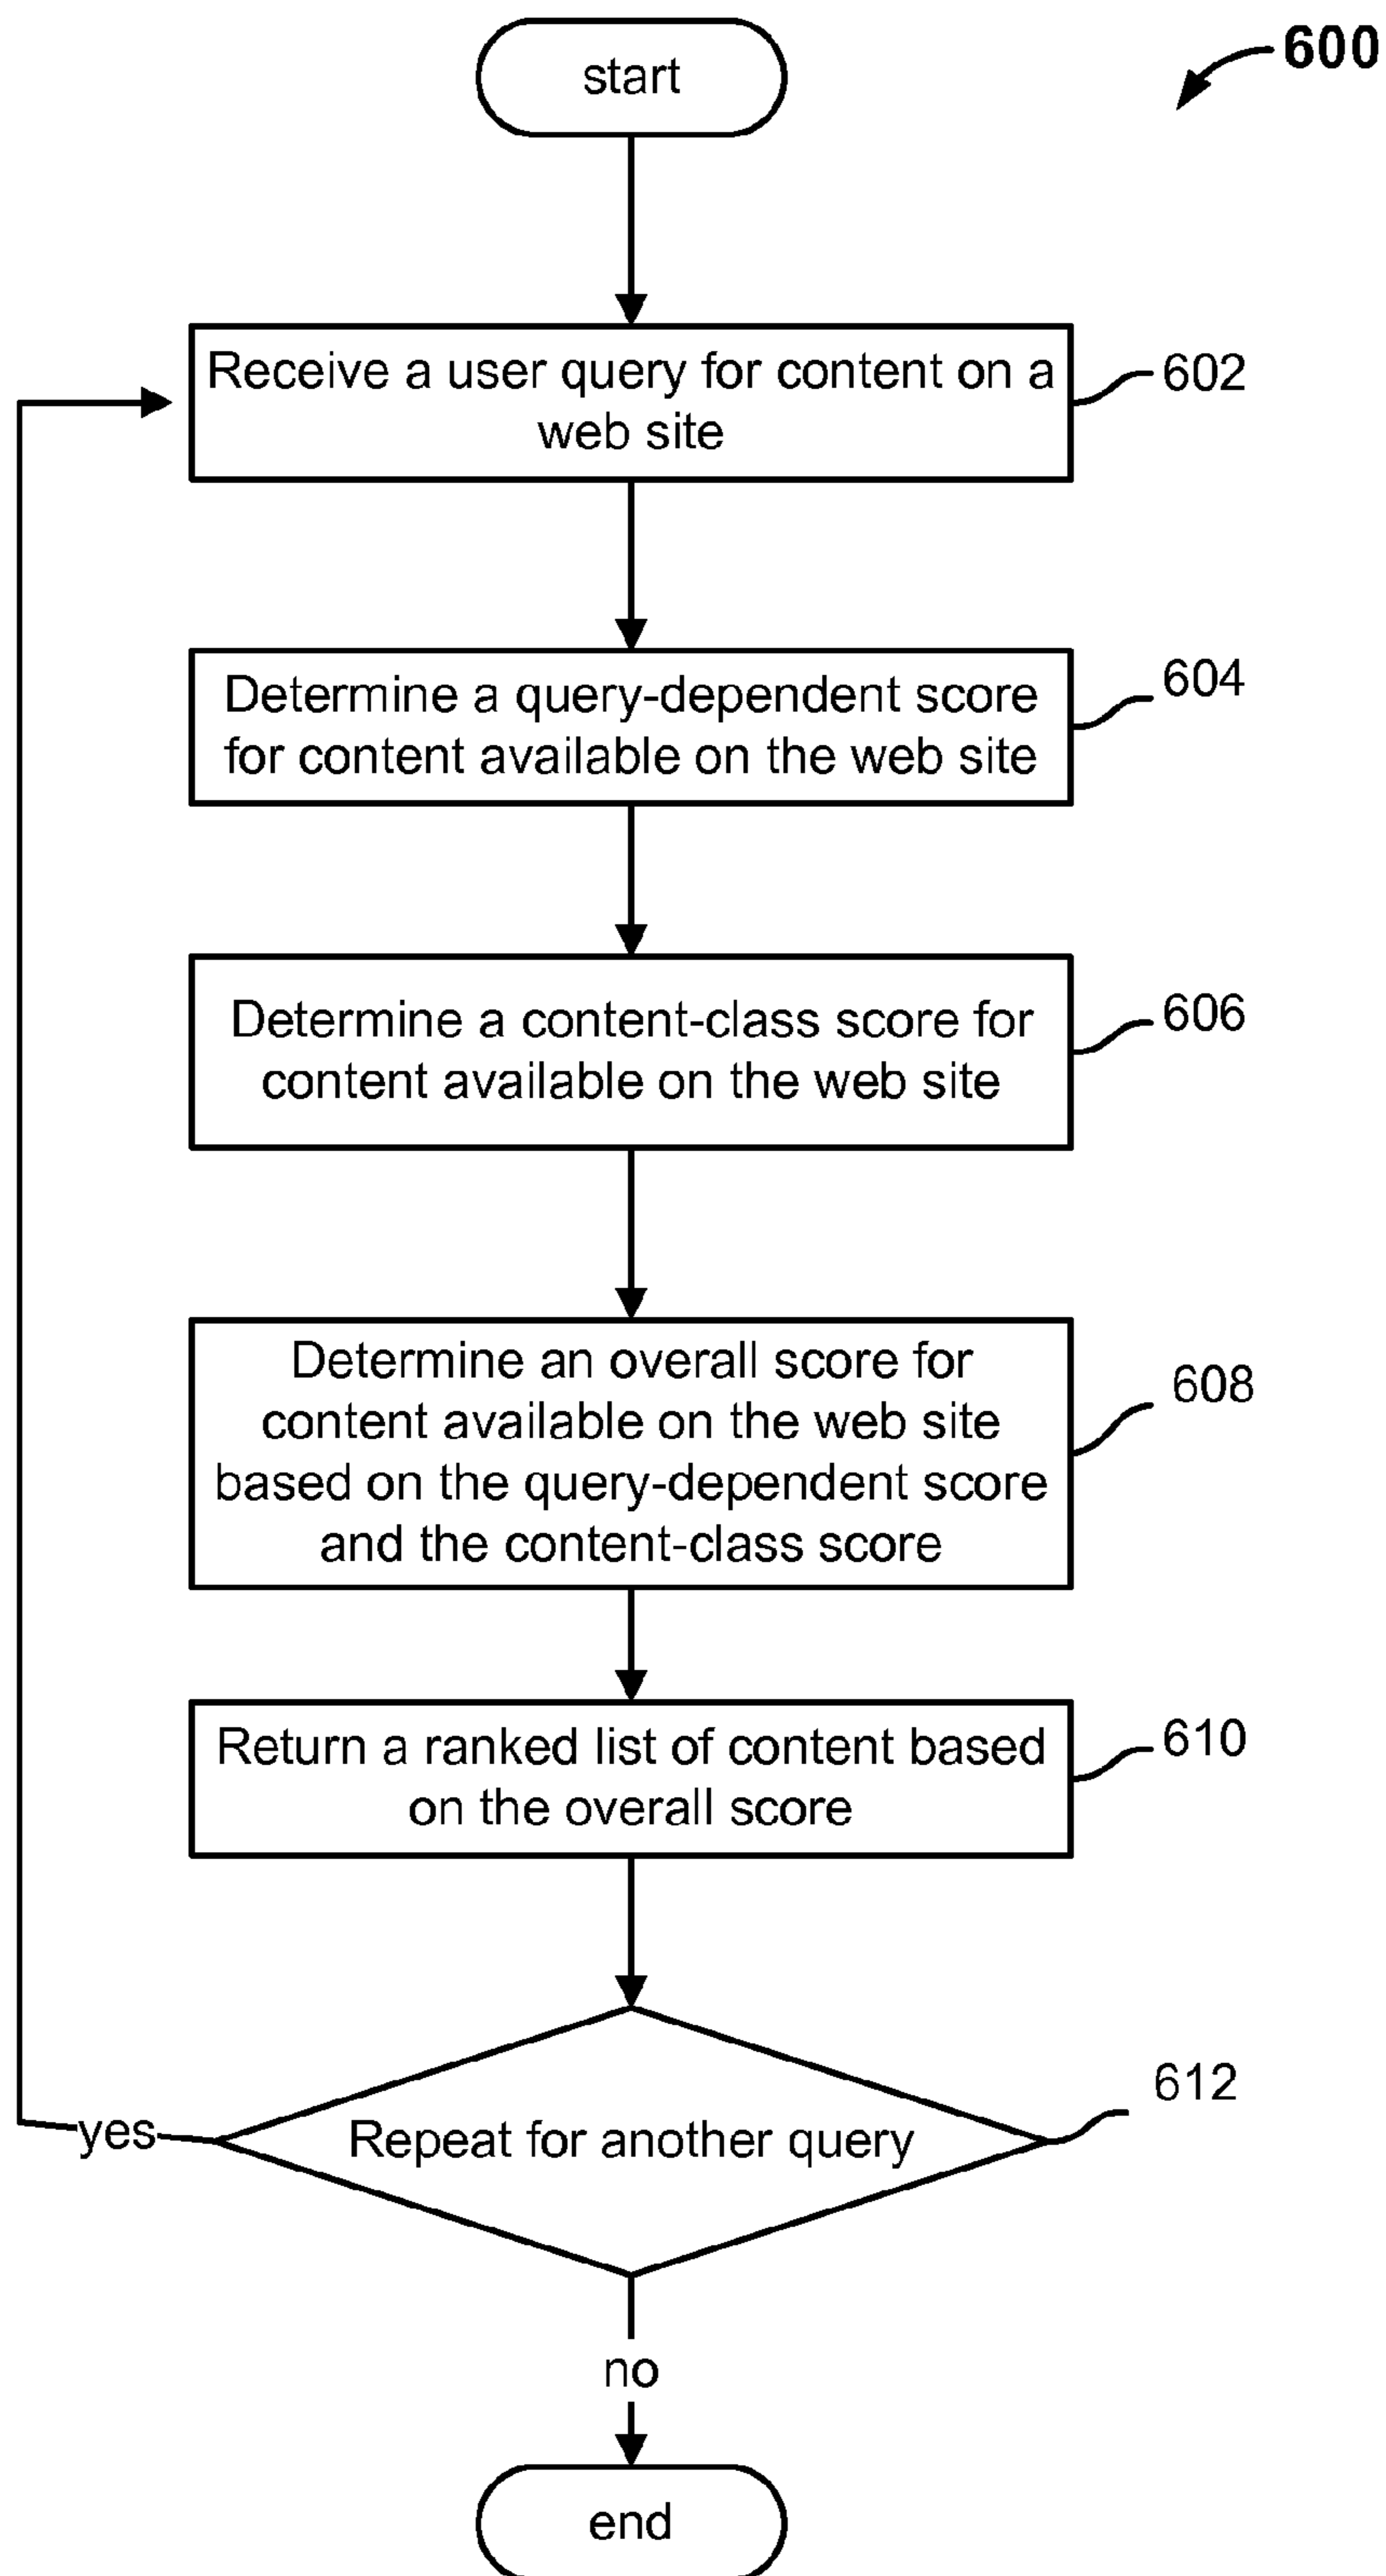 start
600
Receive a user query for content on a
web site
602
Determine a query-dependent score
for content available on the web site
604
Determine a content-class score for
content available on the web site
606
Determine an overall score for
content available on the web site
based on the query-dependent score
and the content-class score
608
Return a ranked list of content based
on the overall score
610
Repeat for another query
612
yes
no
end